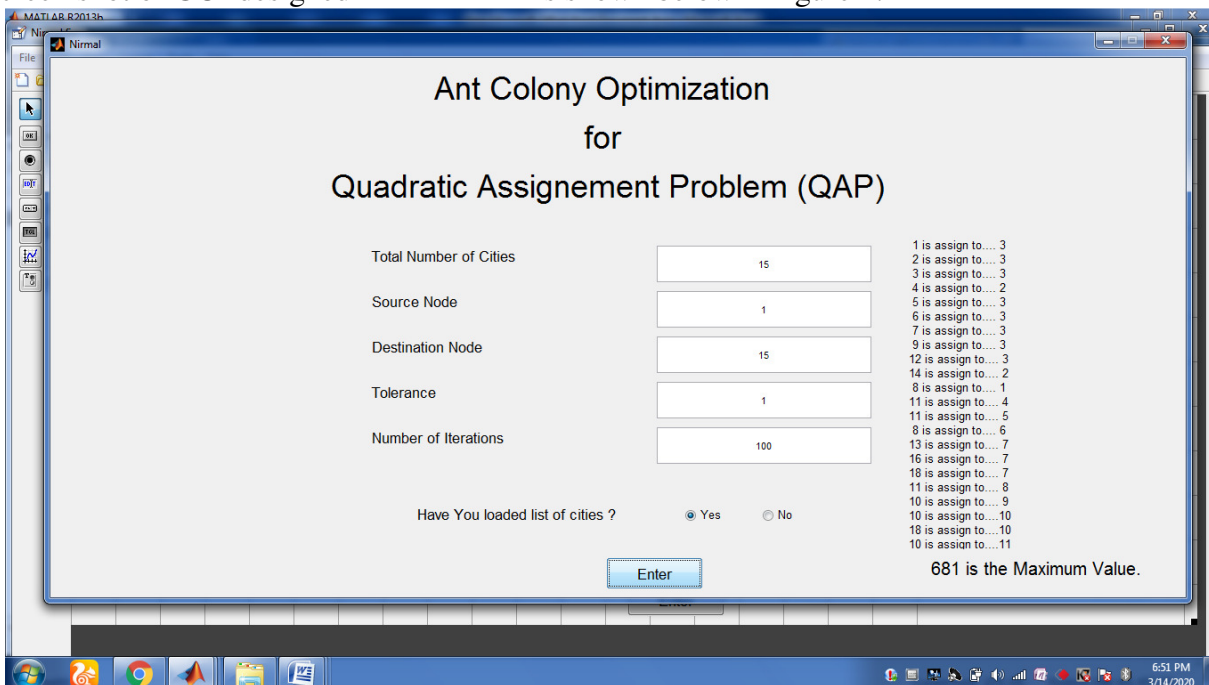 MATLAB R2013b
Nirmal
File
Ant Colony Optimization
for
Quadratic Assignement Problem (QAP)
Total Number of Cities 15
Source Node 1
Destination Node 15
Tolerance 1
Number of Iterations 100
Have You loaded list of cities ? Yes No
Enter
1 is assign to.... 3
2 is assign to.... 3
3 is assign to.... 3
4 is assign to.... 2
5 is assign to.... 3
6 is assign to.... 3
7 is assign to.... 3
9 is assign to.... 3
12 is assign to.... 3
14 is assign to.... 2
8 is assign to.... 1
11 is assign to.... 4
11 is assign to.... 5
8 is assign to.... 6
13 is assign to.... 7
16 is assign to.... 7
18 is assign to.... 7
11 is assign to.... 8
10 is assign to.... 9
10 is assign to....10
18 is assign to....10
10 is assign to....11
681 is the Maximum Value.
6:51 PM
3/14/2020